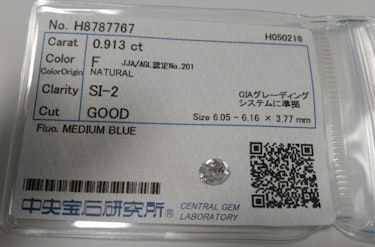 No. H8787767
H050218
Carat 0.913 ct
Color F JJA/AGL認定No.201
ColorOrigin NATURAL
Clarity SI-2 GIAグレーディング
システムに準拠
Cut GOOD Size 6.05 - 6.16 × 3.77 mm
Fluo. MEDIUM BLUE
中央宝石研究所® CENTRAL GEM
LABORATORY